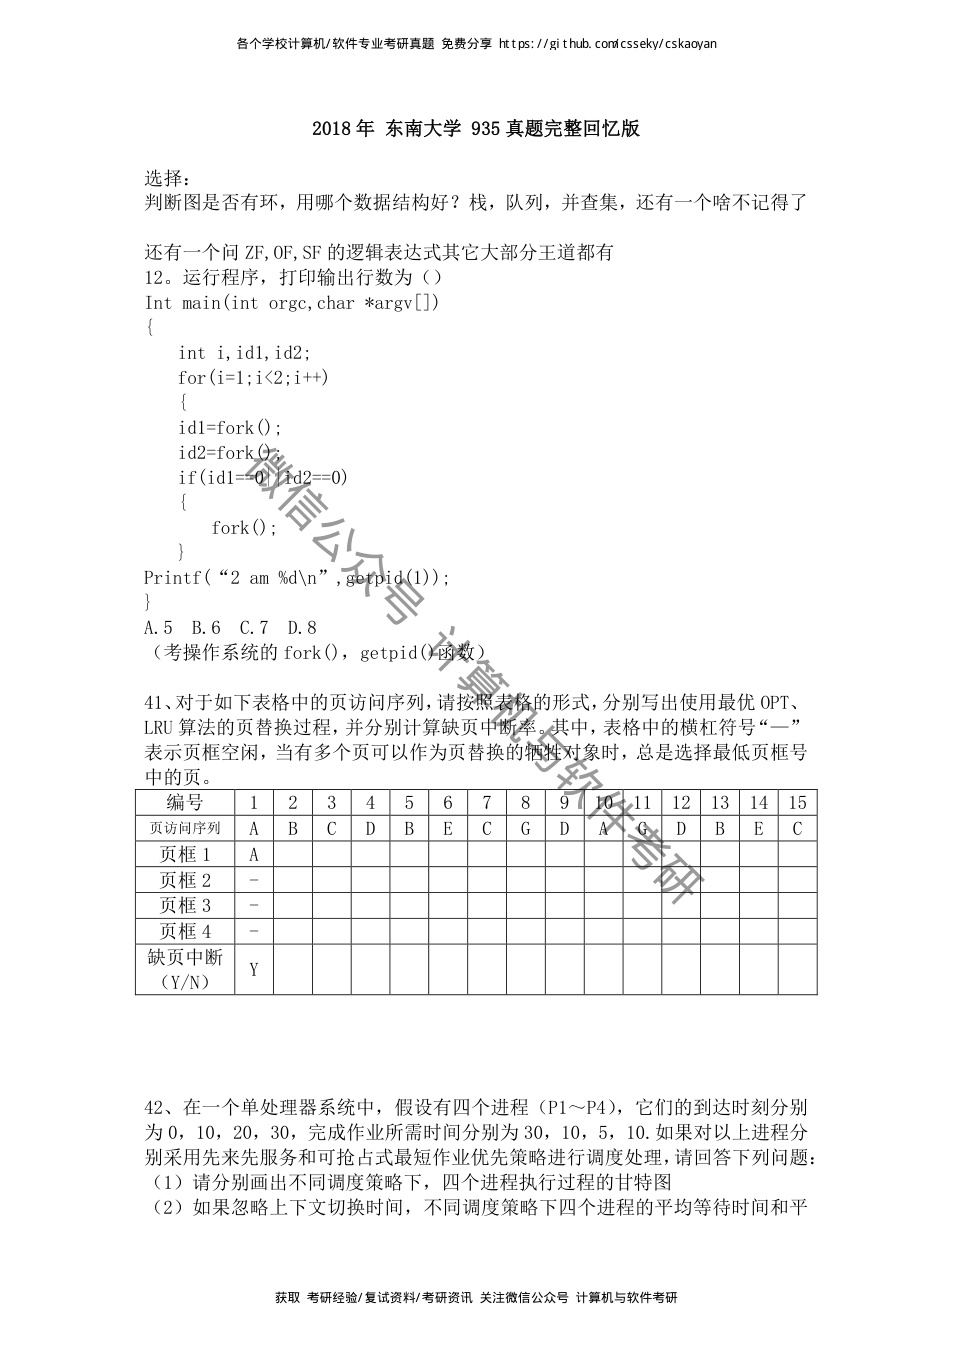 各个学校计算机/软件专业考研真题 免费分享 https://github.com/csseky/cskaoyan
2018 年 东南大学 935 真题完整回忆版
选择：
判断图是否有环，用哪个数据结构好？栈，队列，并查集，还有一个啥不记得了
还有一个问 ZF,OF,SF 的逻辑表达式其它大部分王道都有
12。运行程序，打印输出行数为（）
Int main(int orgc,char *argv[])
{
int i,id1,id2;
for(i=1;i<2;i++)
{
id1=fork();
id2=fork();
if(id1==0||id2==0)
{
fork();
}
Printf(“2 am %d\n”,getpid(1));
}
A.5 B.6 C.7 D.8
（考操作系统的 fork()，getpid()函数）
41、对于如下表格中的页访问序列，请按照表格的形式，分别写出使用最优 OPT、
LRU 算法的页替换过程，并分别计算缺页中断率。其中，表格中的横杠符号“—”
表示页框空闲，当有多个页可以作为页替换的牺牲对象时，总是选择最低页框号
中的页。
编号 1 2 3 4 5 6 7 8 9 10 11 12 13 14 15
页访问序列 A B C D B E C G D A G D B E C
页框 1 A
页框 2 -
页框 3 -
页框 4 -
缺页中断
（Y/N） Y
42、在一个单处理器系统中，假设有四个进程（P1～P4），它们的到达时刻分别
为 0，10，20，30，完成作业所需时间分别为 30，10，5，10.如果对以上进程分
别采用先来先服务和可抢占式最短作业优先策略进行调度处理，请回答下列问题：
（1）请分别画出不同调度策略下，四个进程执行过程的甘特图
（2）如果忽略上下文切换时间，不同调度策略下四个进程的平均等待时间和平
微信公众号 计算机与软件考研
获取 考研经验/复试资料/考研资讯 关注微信公众号 计算机与软件考研